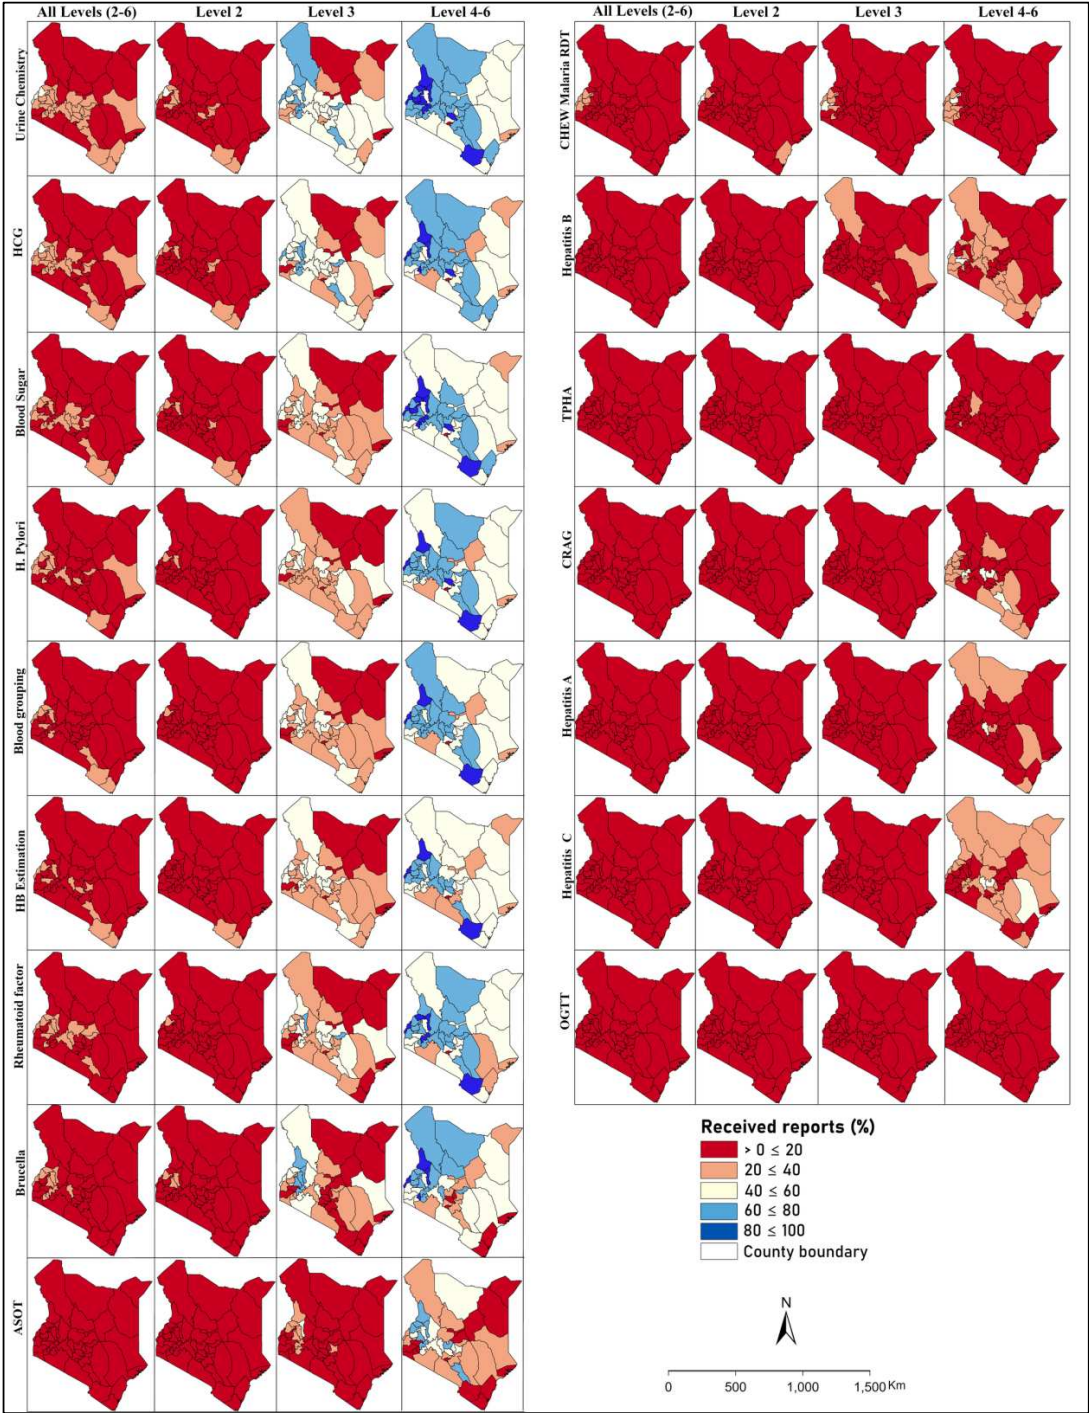 All Levels (2-6) Level 2 Level 3 Level 4-6
Urine Chemistry
HCG
Blood Sugar
H. Pylori
Blood grouping
HB Estimation
Rheumatoid factor
Brucella
ASOT
All Levels (2-6) Level 2 Level 3 Level 4-6
CHEW Malaria RDT
Hepatitis B
TPHA
CRAG
Hepatitis A
Hepatitis C
OGTT
Received reports (%)
> 0 ≤ 20
20 ≤ 40
40 ≤ 60
60 ≤ 80
80 ≤ 100
County boundary
N
0 500 1,000 1,500 Km